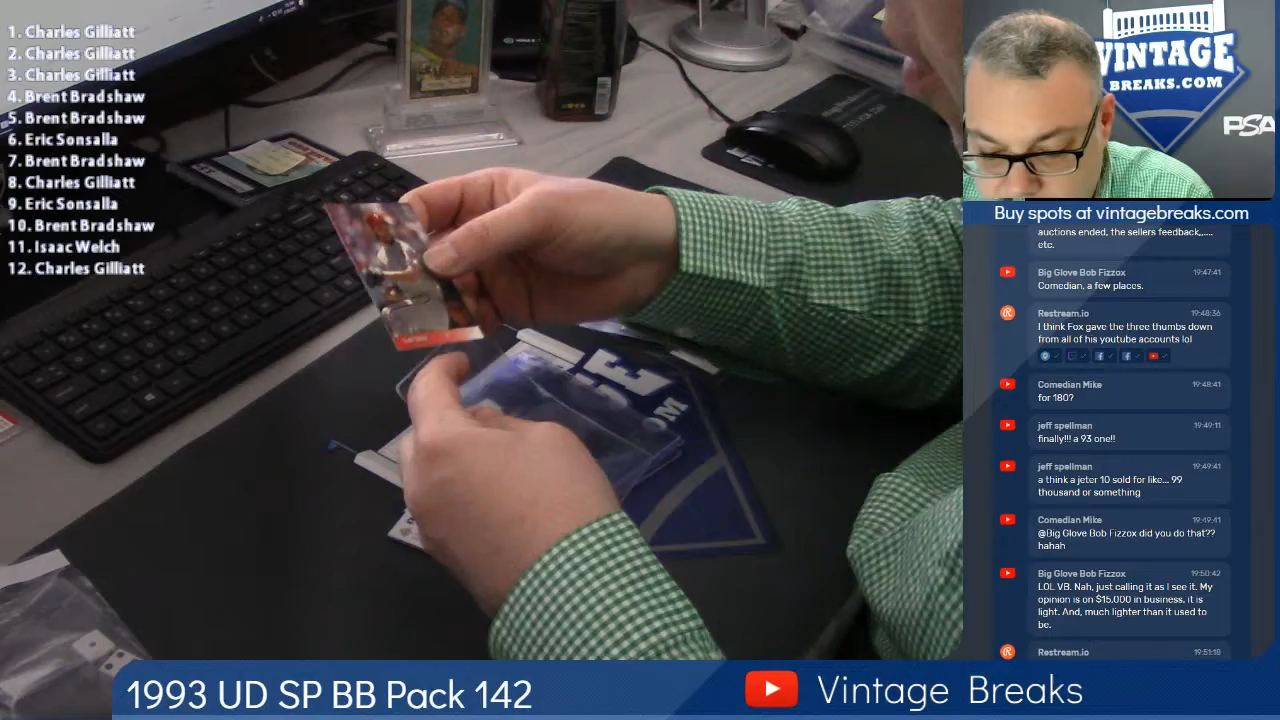 1. Charles Gilliatt
2. Charles Gilliatt
3. Charles Gilliatt
4. Brent Bradshaw
5. Brent Bradshaw
6. Eric Sonsalla
7. Brent Bradshaw
8. Charles Gilliatt
9. Eric Sonsalla
10. Brent Bradshaw
11. Isaac Welch
12. Charles Gilliatt
VINTAGE
BREAKS.COM
PSA
Buy spots at vintagebreaks.com
auctions ended, the sellers feedback,.....
etc.
Big Glove Bob Fizzox 19:47:41
Comedian, a few places.
Restream.io 19:48:36
I think Fox gave the three thumbs down
from all of his youtube accounts lol
Comedian Mike 19:48:41
for 180?
jeff spellman 19:49:11
finally!!! a 93 one!!
jeff spellman 19:49:41
a think a jeter 10 sold for like... 99
thousand or something
Comedian Mike 19:49:41
@Big Glove Bob Fizzox did you do that??
hahah
Big Glove Bob Fizzox 19:50:42
LOL VB. Nah, just calling it as I see it. My
opinion is on $15,000 in business, it is
light. And, much lighter than it used to
be.
Restream.io 19:51:18
1993 UD SP BB Pack 142
Vintage Breaks